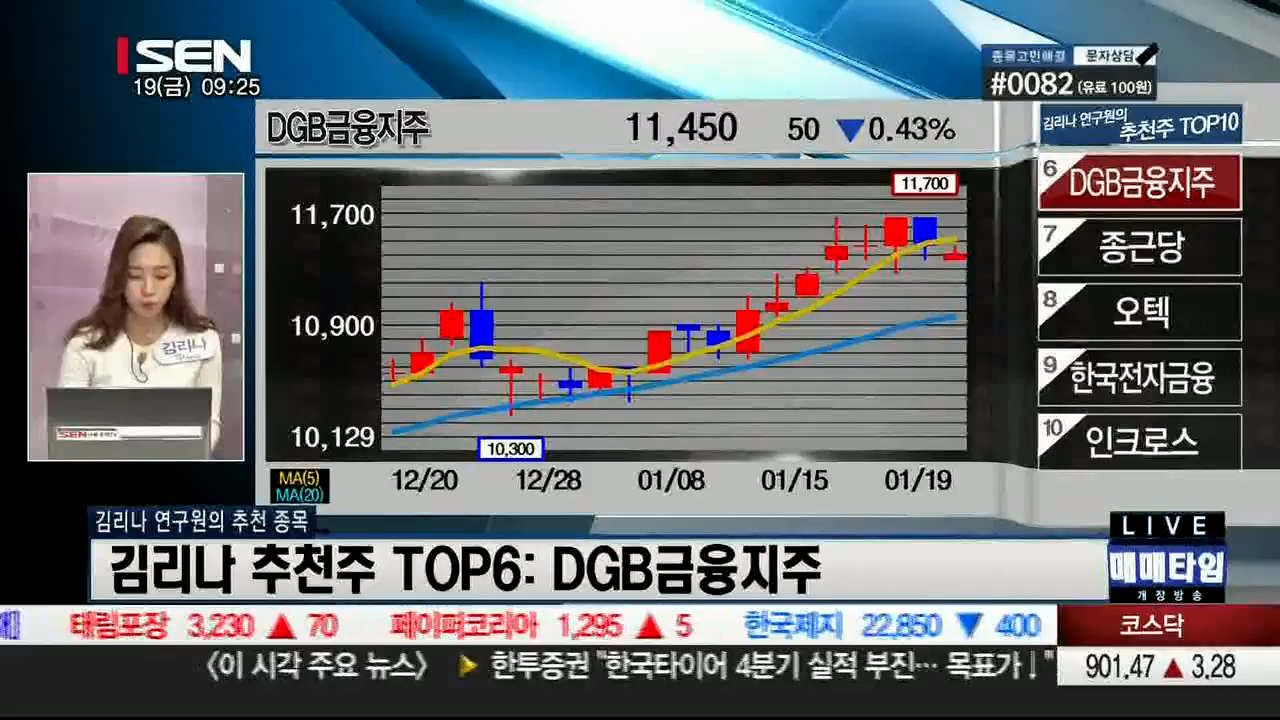 SEN
19(금) 09:25
종목고민해결 문자상담
#0082 (유료 100원)
DGB금융지주 11,450 50 ▼0.43%
김리나 연구원의 추천주 TOP10
6 DGB금융지주
7 종근당
8 오텍
9 한국전자금융
10 인크로스
11,700
11,700
10,900
10,129
10,300
12/20 12/28 01/08 01/15 01/19
MA(5)
MA(20)
김리나
SEN
김리나 연구원의 추천 종목
김리나 추천주 TOP6: DGB금융지주
LIVE
매매타임
개장방송
태림포장 3,230 ▲ 70 페이퍼코리아 1,295 ▲ 5 한국제지 22,850 ▼ 400
코스닥
901.47 ▲ 3.28
〈이 시각 주요 뉴스〉 ▶ 한투증권 "한국타이어 4분기 실적 부진… 목표가↓"